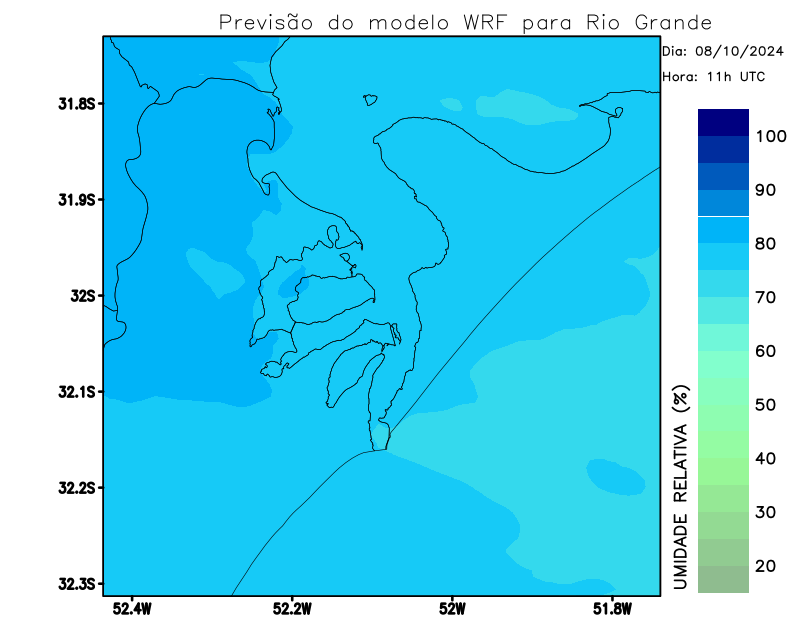 Previsão do modelo WRF para Rio Grande
Dia: 08/10/2024
Hora: 11h UTC
31.8S
31.9S
32S
32.1S
32.2S
32.3S
52.4W
52.2W
52W
51.8W
UMIDADE RELATIVA (%)
100
90
80
70
60
50
40
30
20